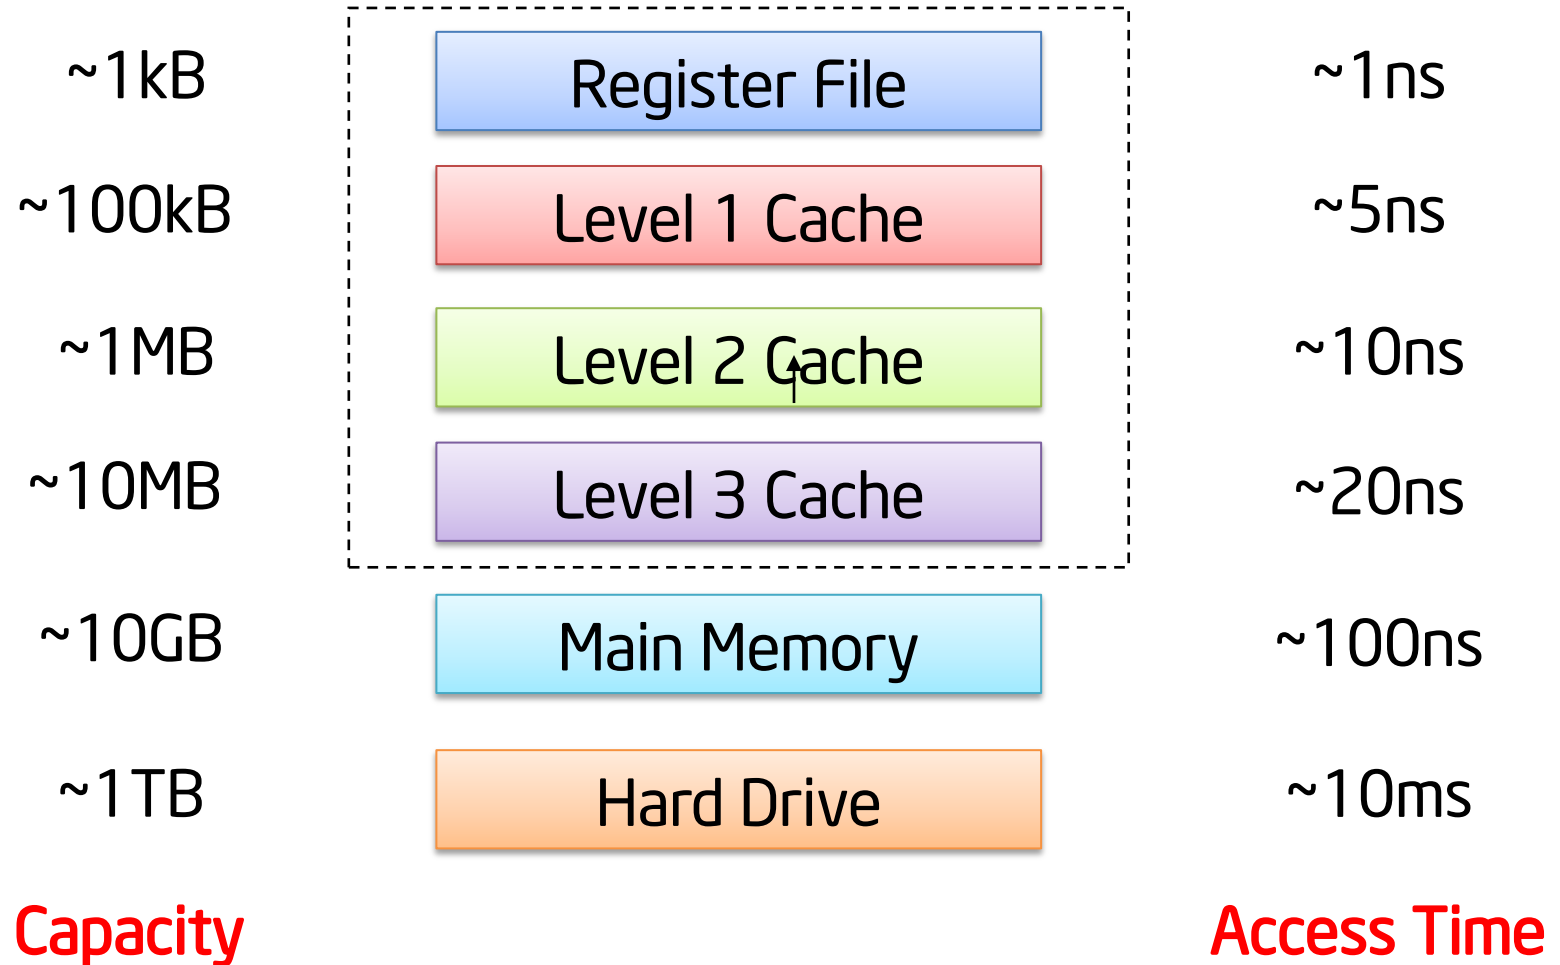 ~1kB Register File ~1ns
~100kB Level 1 Cache ~5ns
~1MB Level 2 Cache ~10ns
~10MB Level 3 Cache ~20ns
~10GB Main Memory ~100ns
~1TB Hard Drive ~10ms
Capacity Access Time